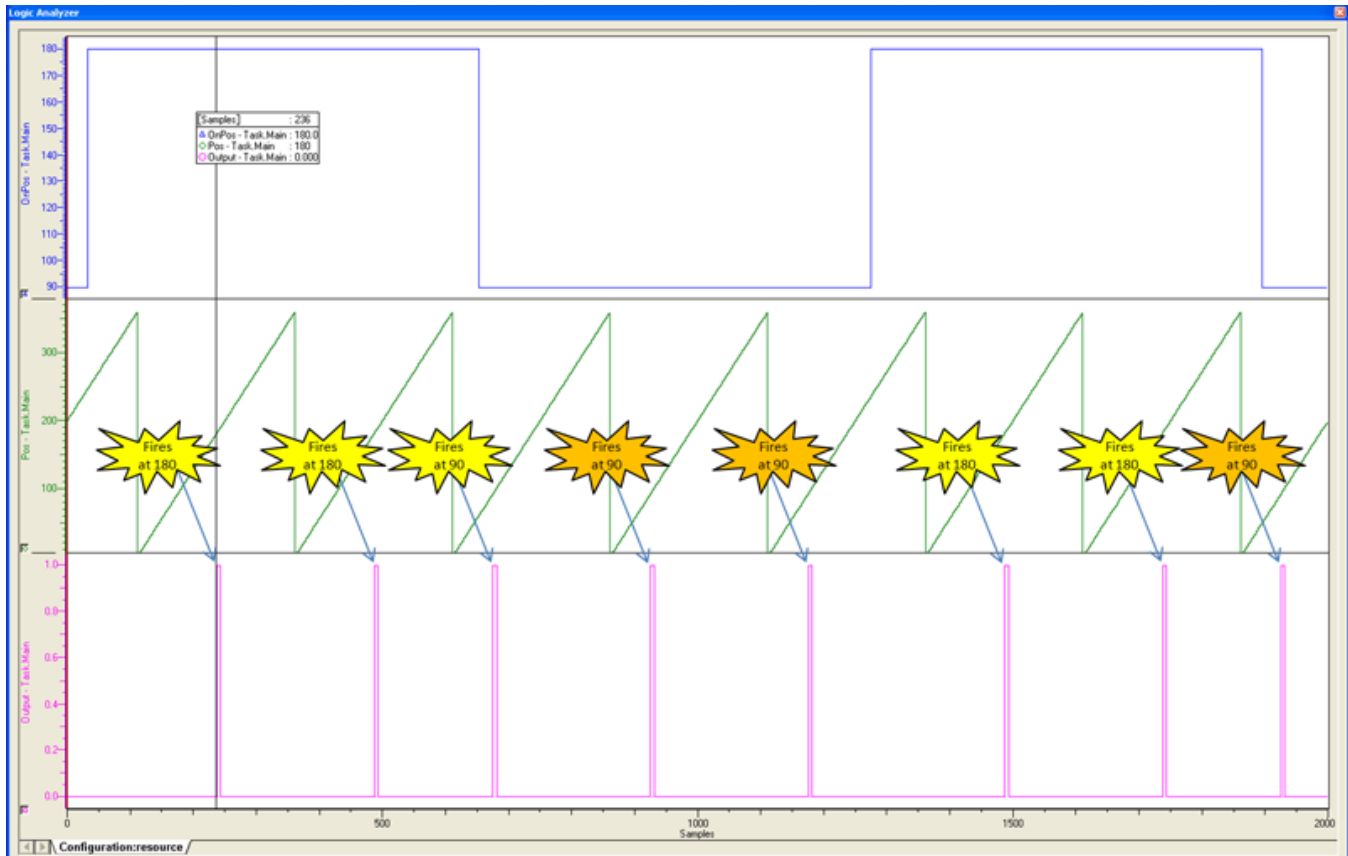 Logic Analyzer
OnPos - Task.Main
180
170
160
150
140
130
120
110
100
90
[Samples] : 236
OnPos - Task.Main : 180.0
Pos - Task.Main : 180
Output - Task.Main : 0.000
Pos - Task.Main
300
200
100
Fires
at 180
Fires
at 180
Fires
at 90
Fires
at 90
Fires
at 90
Fires
at 180
Fires
at 180
Fires
at 90
Output - Task.Main
1.0
0.8
0.6
0.4
0.2
0.0
0
500
1000
1500
2000
Samples
Configuration:resource